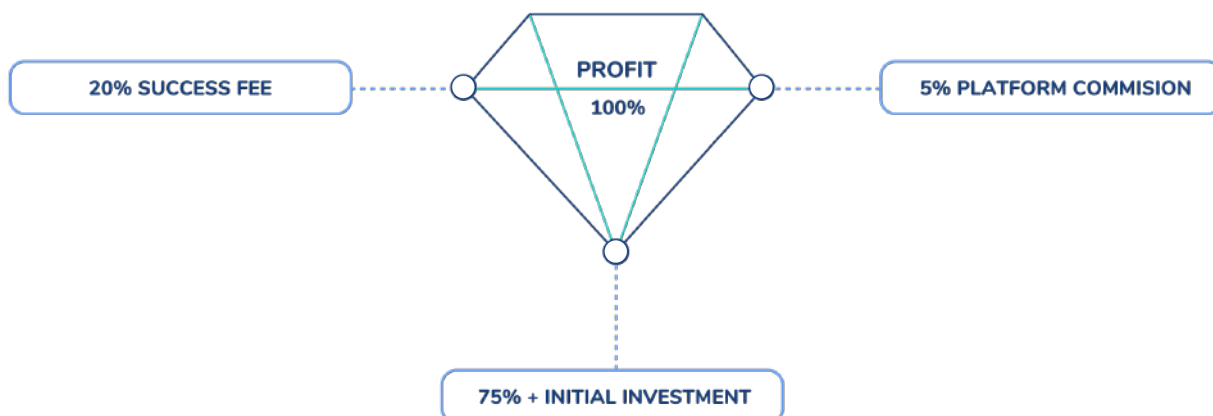 PROFIT
20% SUCCESS FEE
5% PLATFORM COMMISION
100%
75% + INITIAL INVESTMENT